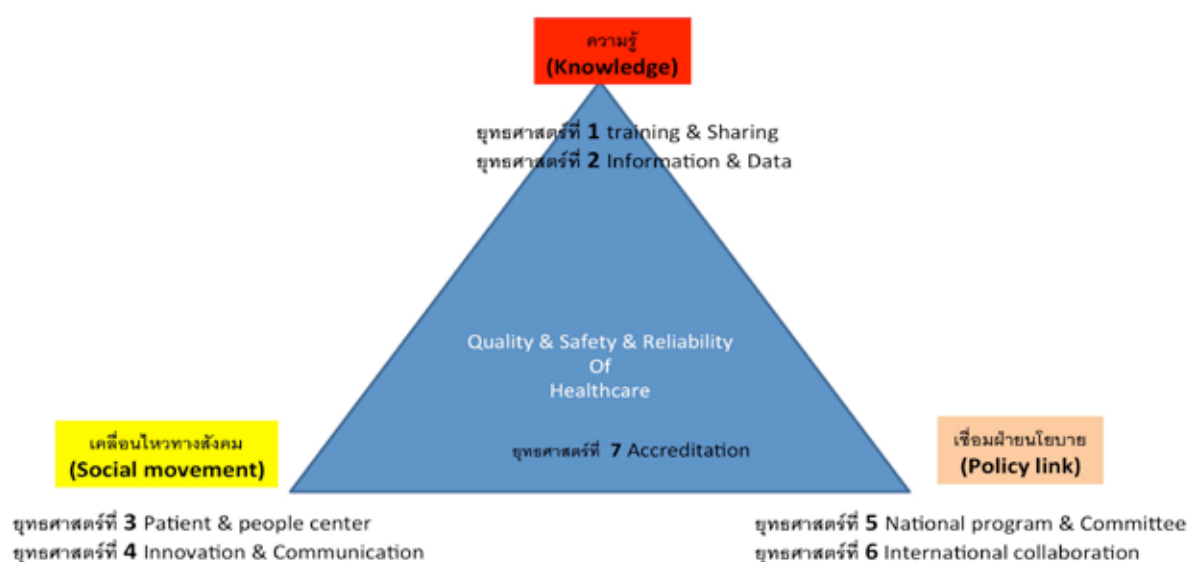 ความรู้
(Knowledge)
ยุทธศาสตร์ที่ 1 training & Sharing
ยุทธศาสตร์ที่ 2 Information & Data
Quality & Safety & Reliability
Of
Healthcare
ยุทธศาสตร์ที่ 7 Accreditation
เคลื่อนไหวทางสังคม
(Social movement)
ยุทธศาสตร์ที่ 3 Patient & people center
ยุทธศาสตร์ที่ 4 Innovation & Communication
เชื่อมฝ่ายนโยบาย
(Policy link)
ยุทธศาสตร์ที่ 5 National program & Committee
ยุทธศาสตร์ที่ 6 International collaboration